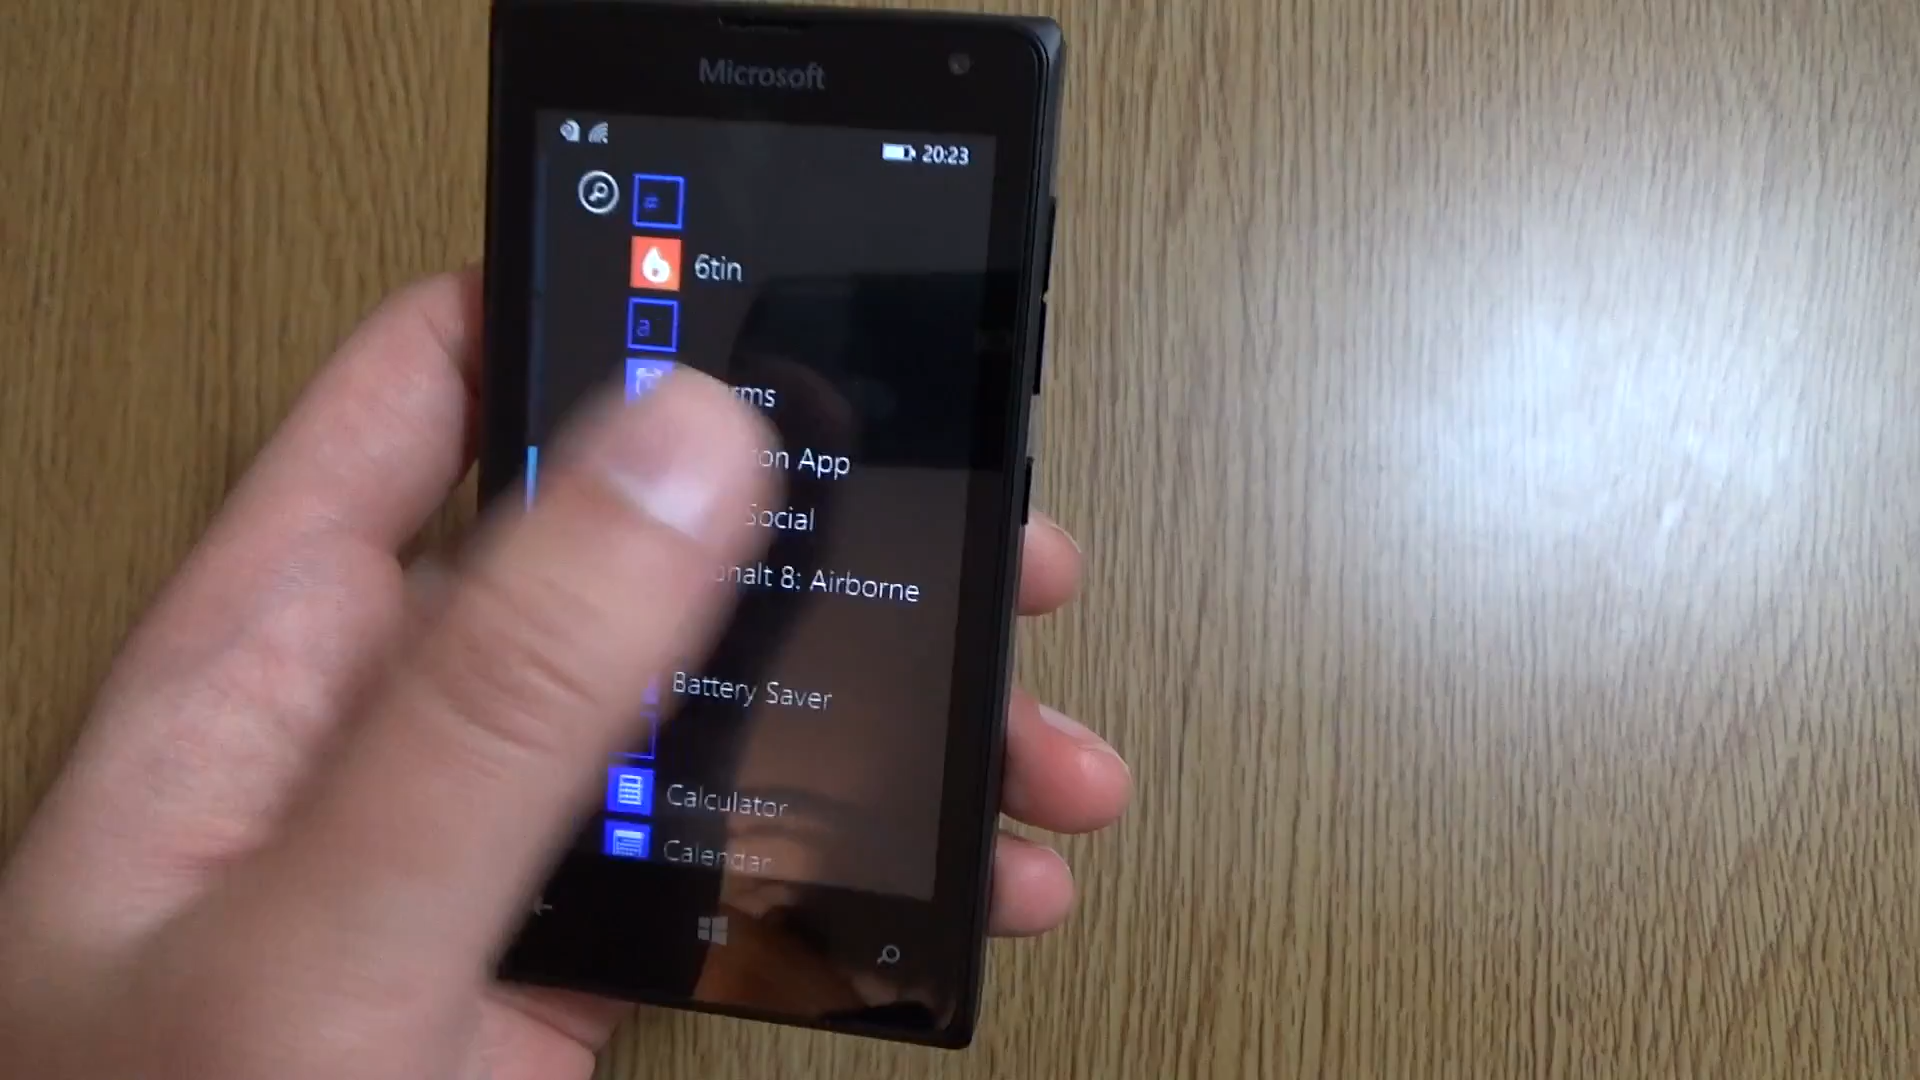 Microsoft
20:23
#
6tin
a
rms
on App
Social
halt 8: Airborne
Battery Saver
Calculator
Calendar